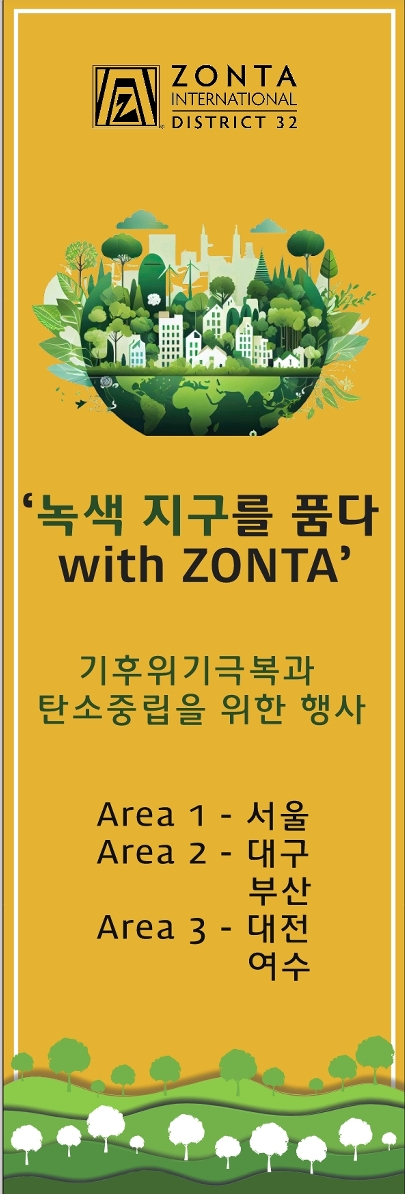 ZONTA
INTERNATIONAL
DISTRICT 32
‘녹색 지구를 품다
with ZONTA’
기후위기극복과
탄소중립을 위한 행사
Area 1 - 서울
Area 2 - 대구
부산
Area 3 - 대전
여수